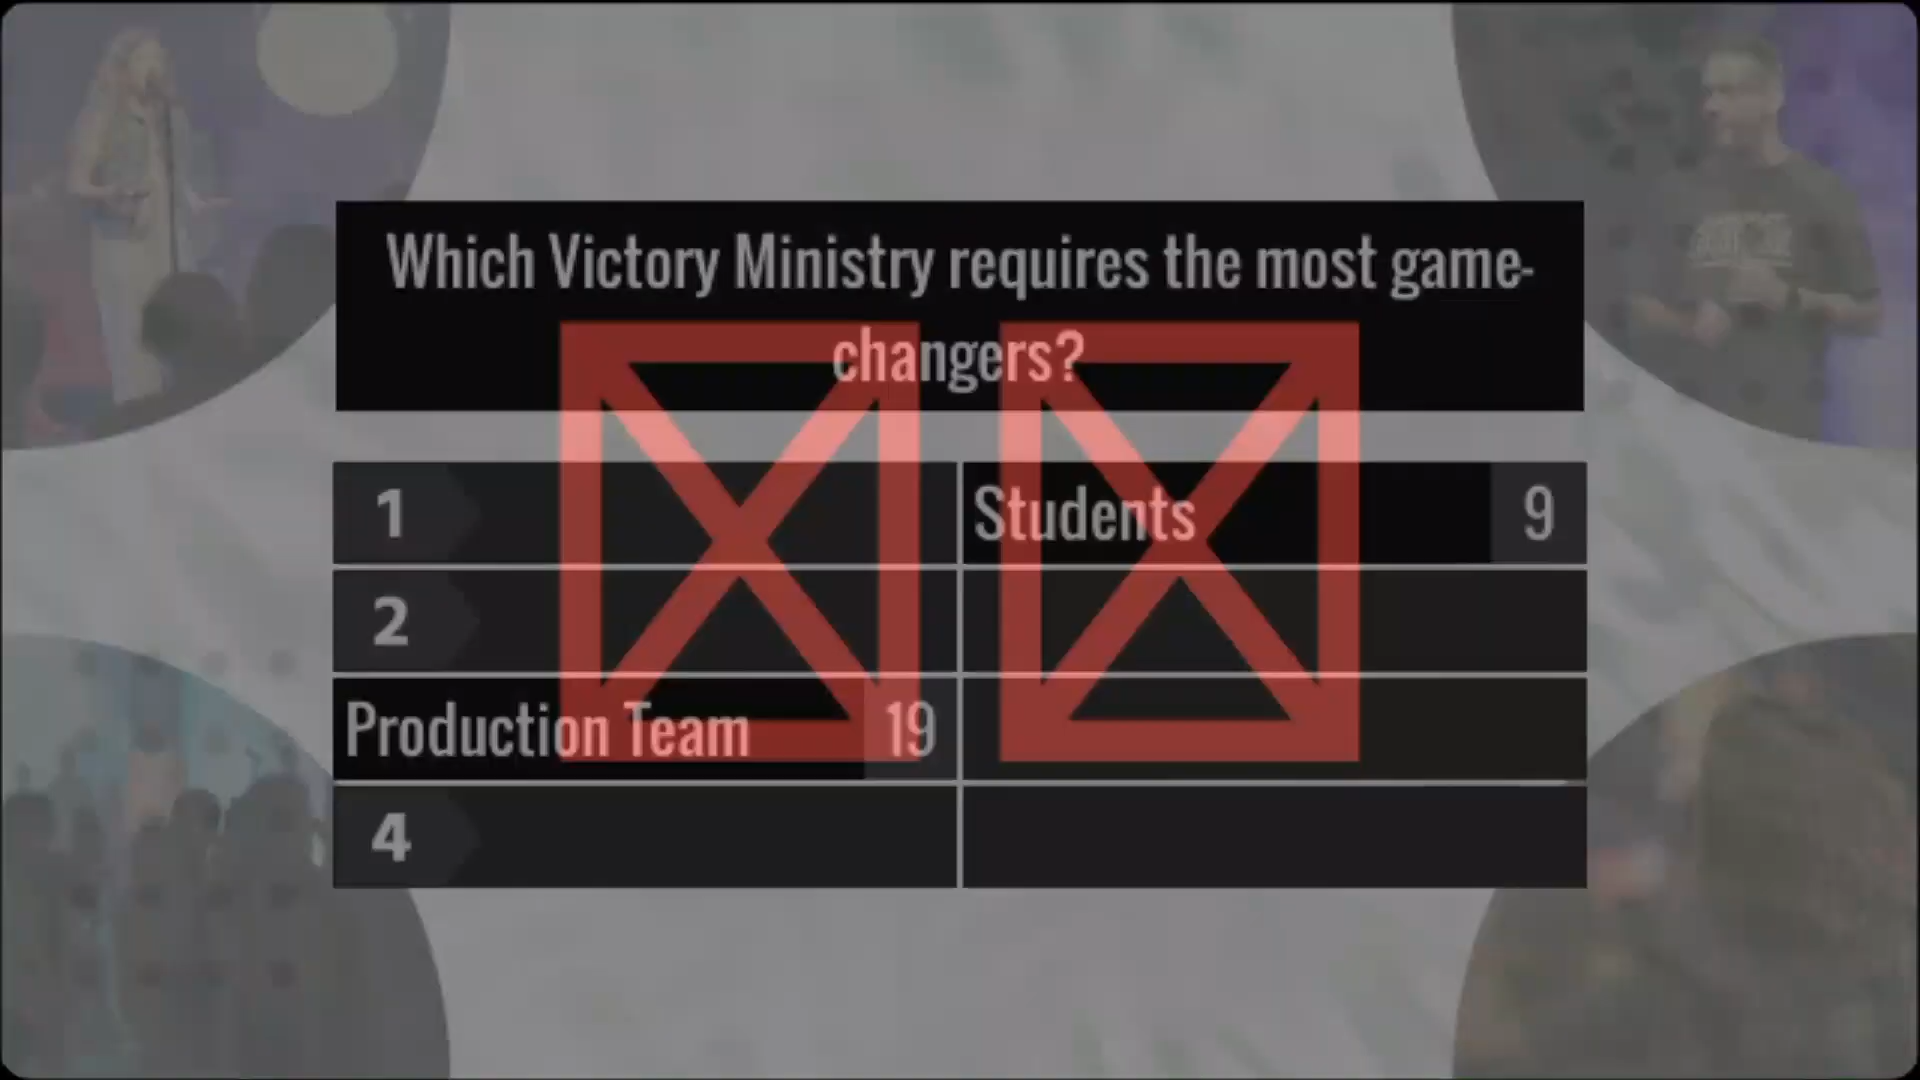 Which Victory Ministry requires the most game-
changers?
1
Students 9
2
Production Team 19
4